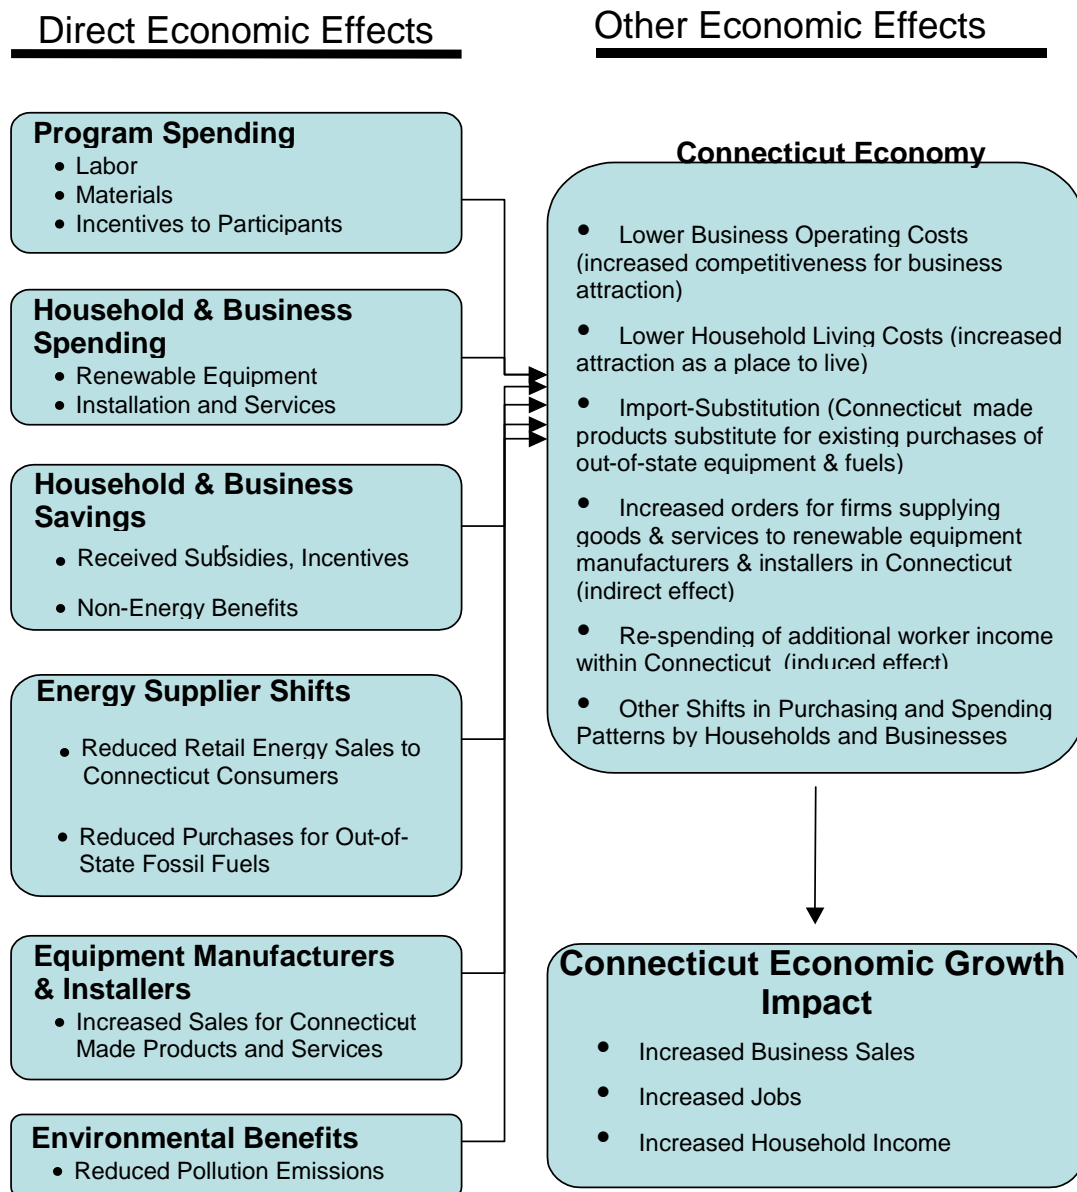 Direct Economic Effects
Program Spending
• Labor
• Materials
• Incentives to Participants
Household & Business
Spending
• Renewable Equipment
• Installation and Services
Household & Business
Savings
• Received Subsidies, Incentives
• Non-Energy Benefits
Energy Supplier Shifts
• Reduced Retail Energy Sales to
Connecticut Consumers
• Reduced Purchases for Out-of-
State Fossil Fuels
Equipment Manufacturers
& Installers
• Increased Sales for Connecticut-
Made Products and Services
Environmental Benefits
• Reduced Pollution Emissions
Other Economic Effects
Connecticut Economy
• Lower Business Operating Costs
(increased competitiveness for business
attraction)
• Lower Household Living Costs (increased
attraction as a place to live)
• Import-Substitution (Connecticut-made
products substitute for existing purchases of
out-of-state equipment & fuels)
• Increased orders for firms supplying
goods & services to renewable equipment
manufacturers & installers in Connecticut
(indirect effect)
• Re-spending of additional worker income
within Connecticut (induced effect)
• Other Shifts in Purchasing and Spending
Patterns by Households and Businesses
Connecticut Economic Growth
Impact
• Increased Business Sales
• Increased Jobs
• Increased Household Income